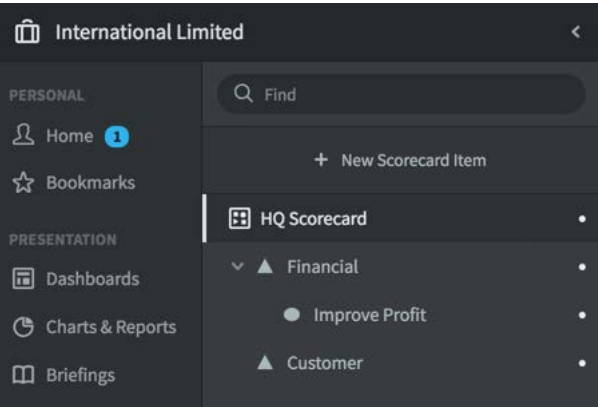 International Limited
PERSONAL
Home 1
Bookmarks
PRESENTATION
Dashboards
Charts & Reports
Briefings
Find
+ New Scorecard Item
HQ Scorecard
Financial
Improve Profit
Customer